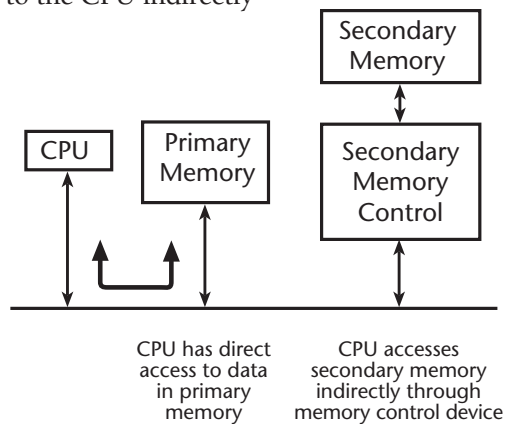 to the CPU indirectly
Secondary
Memory
CPU
Primary
Memory
Secondary
Memory
Control
CPU has direct
access to data
in primary
memory
CPU accesses
secondary memory
indirectly through
memory control device